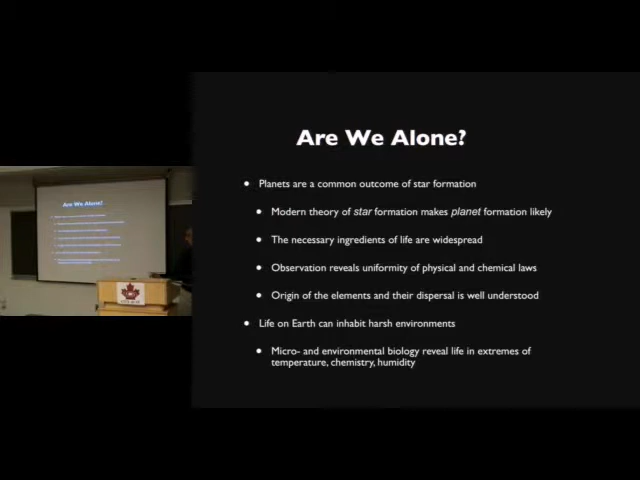 Are We Alone?
• Planets are a common outcome of star formation
• Modern theory of star formation makes planet formation likely
• The necessary ingredients of life are widespread
• Observation reveals uniformity of physical and chemical laws
• Origin of the elements and their dispersal is well understood
• Life on Earth can inhabit harsh environments
• Micro- and environmental biology reveal life in extremes of
temperature, chemistry, humidity
Are We Alone?